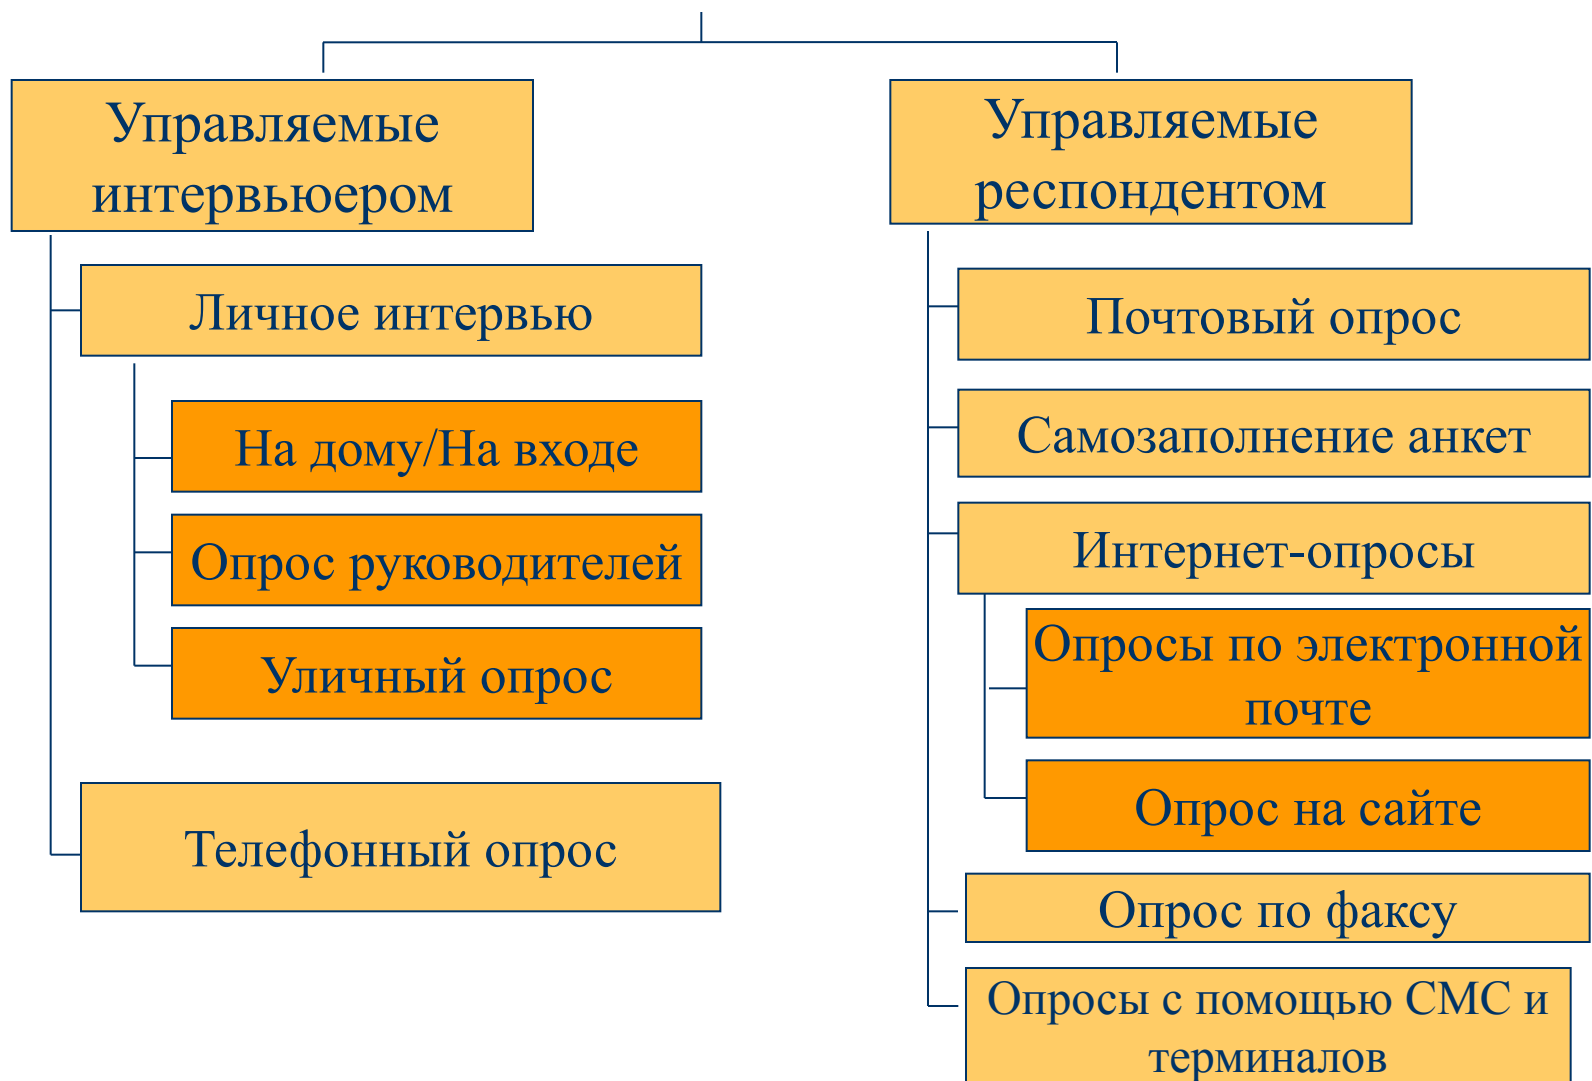 Управляемые
интервьюером
Личное интервью
На дому/На входе
Опрос руководителей
Уличный опрос
Телефонный опрос
Управляемые
респондентом
Почтовый опрос
Самозаполнение анкет
Интернет-опросы
Опросы по электронной
почте
Опрос на сайте
Опрос по факсу
Опросы с помощью СМС и
терминалов